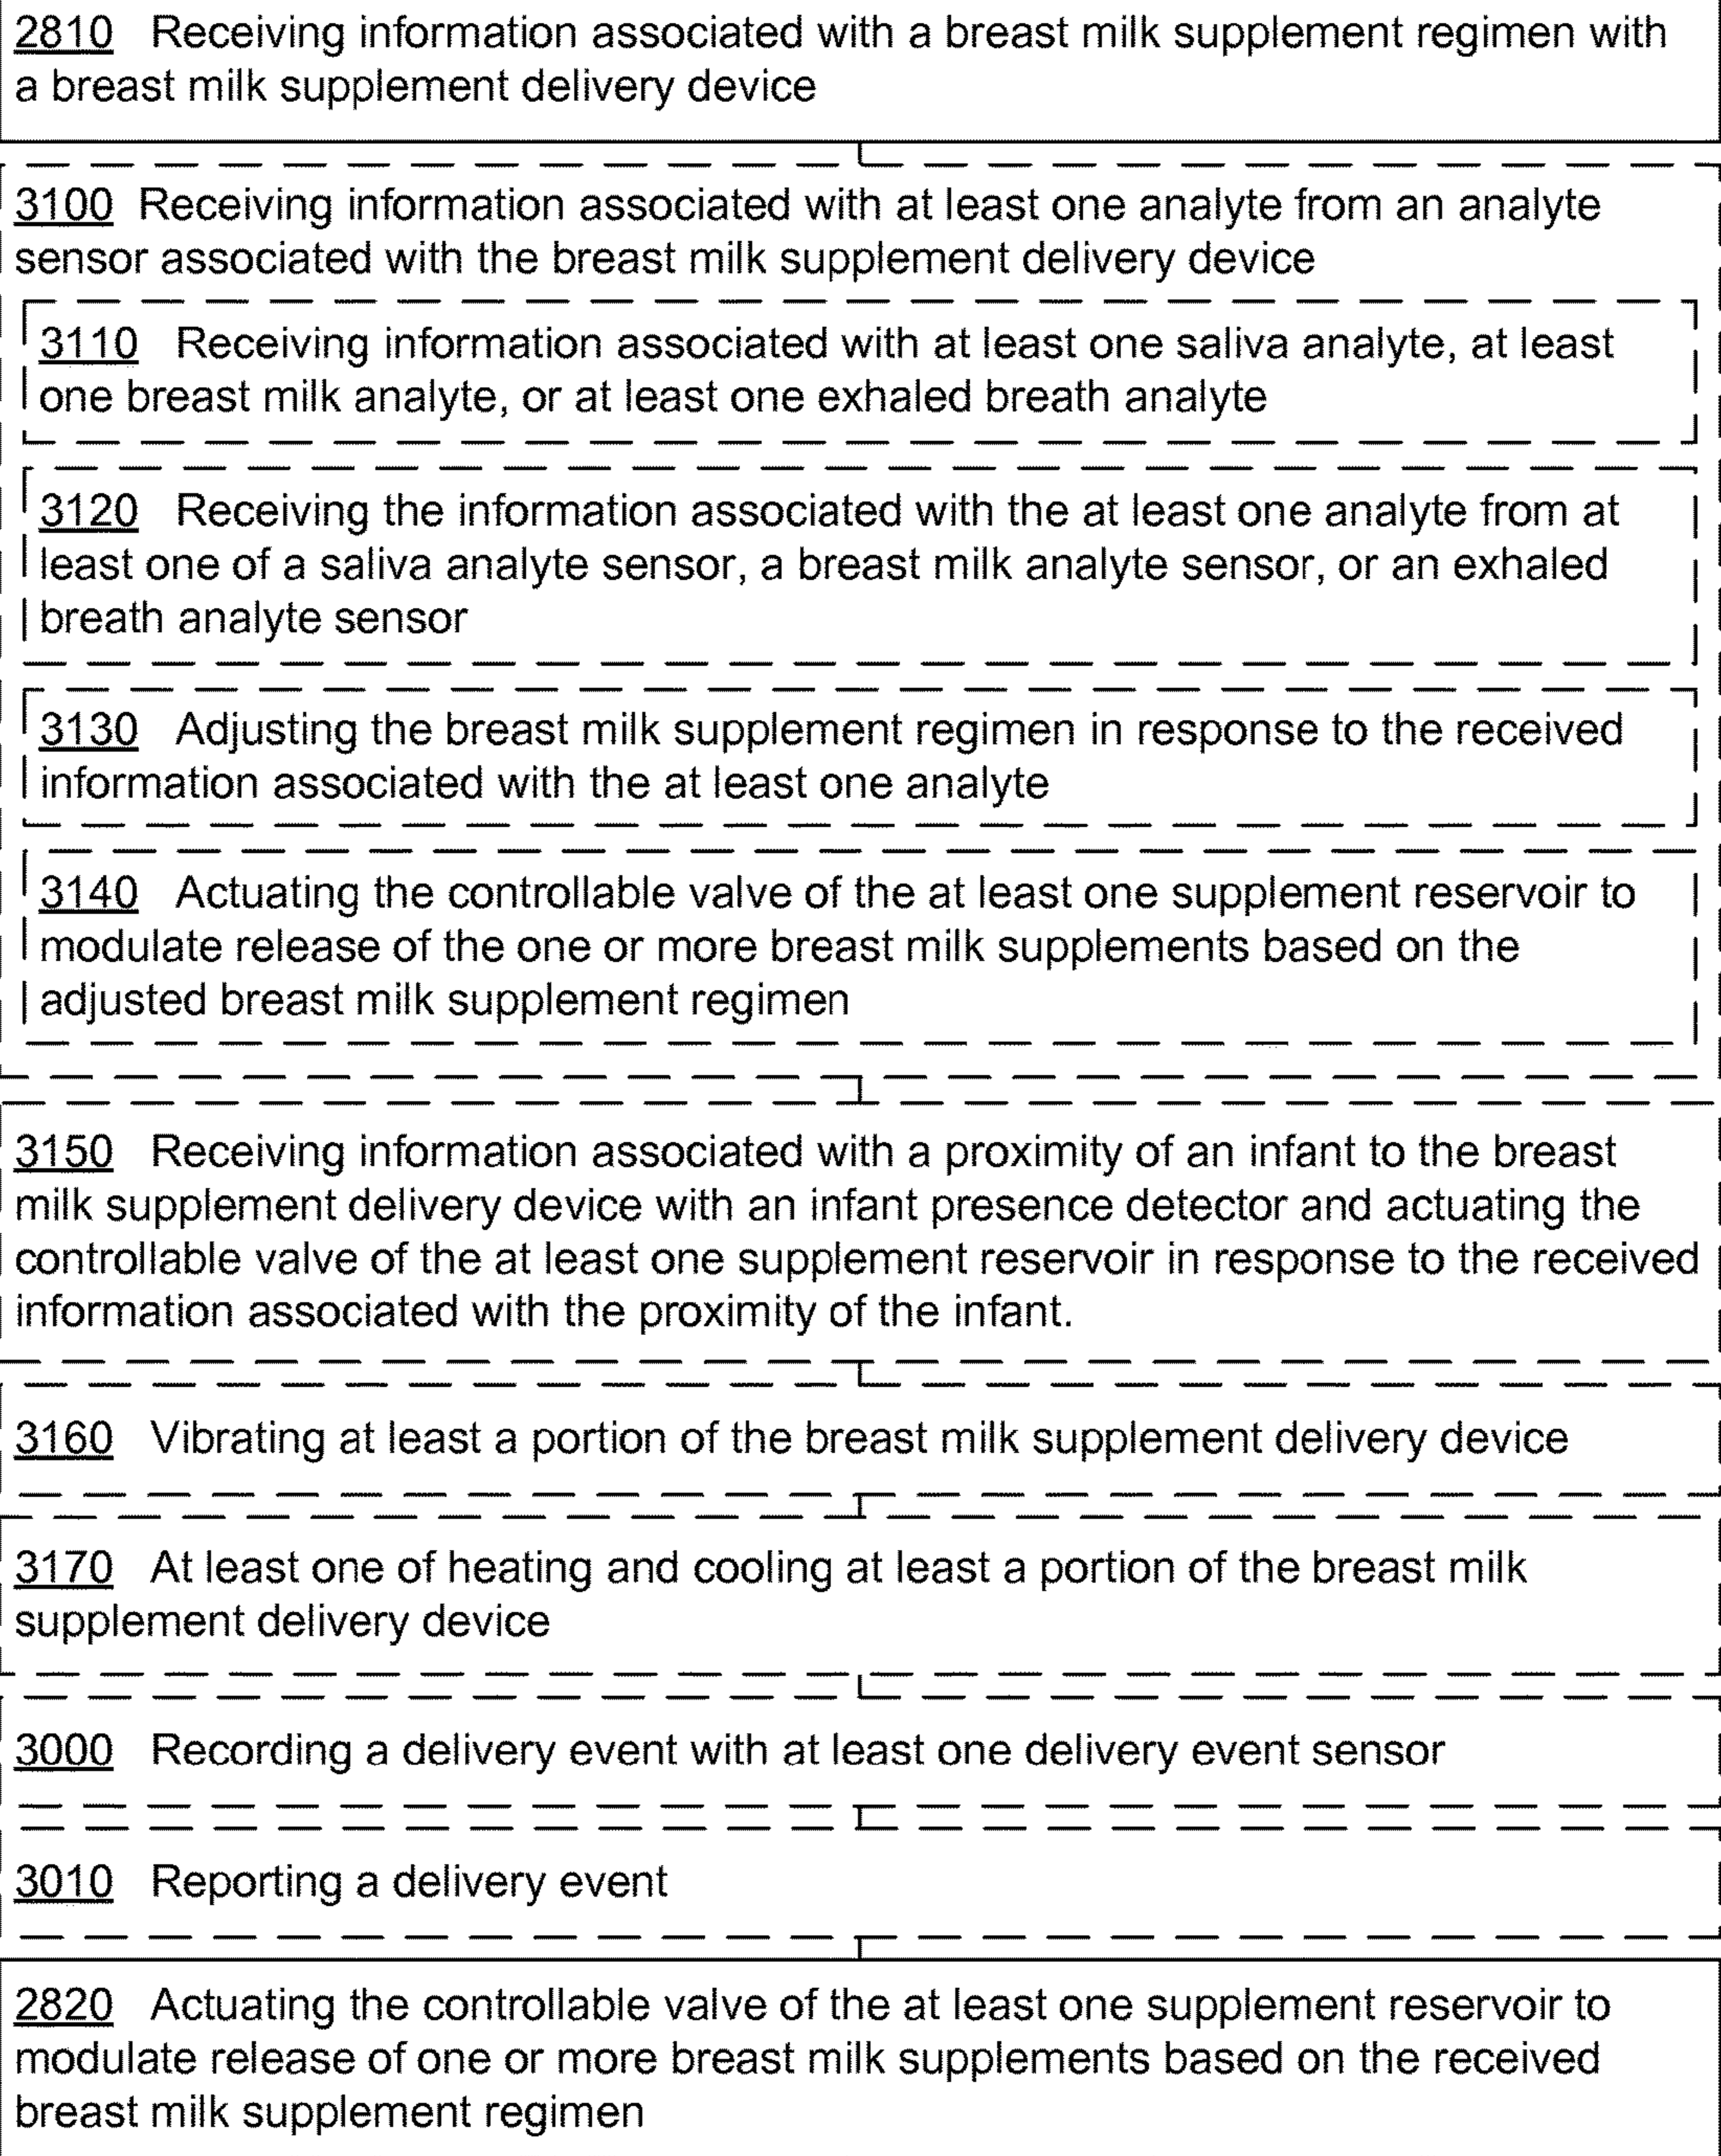 2810 Receiving information associated with a breast milk supplement regimen with
a breast milk supplement delivery device
3100 Receiving information associated with at least one analyte from an analyte
sensor associated with the breast milk supplement delivery device
3110 Receiving information associated with at least one saliva analyte, at least
one breast milk analyte, or at least one exhaled breath analyte
3120 Receiving the information associated with the at least one analyte from at
least one of a saliva analyte sensor, a breast milk analyte sensor, or an exhaled
breath analyte sensor
3130 Adjusting the breast milk supplement regimen in response to the received
information associated with the at least one analyte
3140 Actuating the controllable valve of the at least one supplement reservoir to
modulate release of the one or more breast milk supplements based on the
adjusted breast milk supplement regimen
3150 Receiving information associated with a proximity of an infant to the breast
milk supplement delivery device with an infant presence detector and actuating the
controllable valve of the at least one supplement reservoir in response to the received
information associated with the proximity of the infant.
3160 Vibrating at least a portion of the breast milk supplement delivery device
3170 At least one of heating and cooling at least a portion of the breast milk
supplement delivery device
3000 Recording a delivery event with at least one delivery event sensor
3010 Reporting a delivery event
2820 Actuating the controllable valve of the at least one supplement reservoir to
modulate release of one or more breast milk supplements based on the received
breast milk supplement regimen